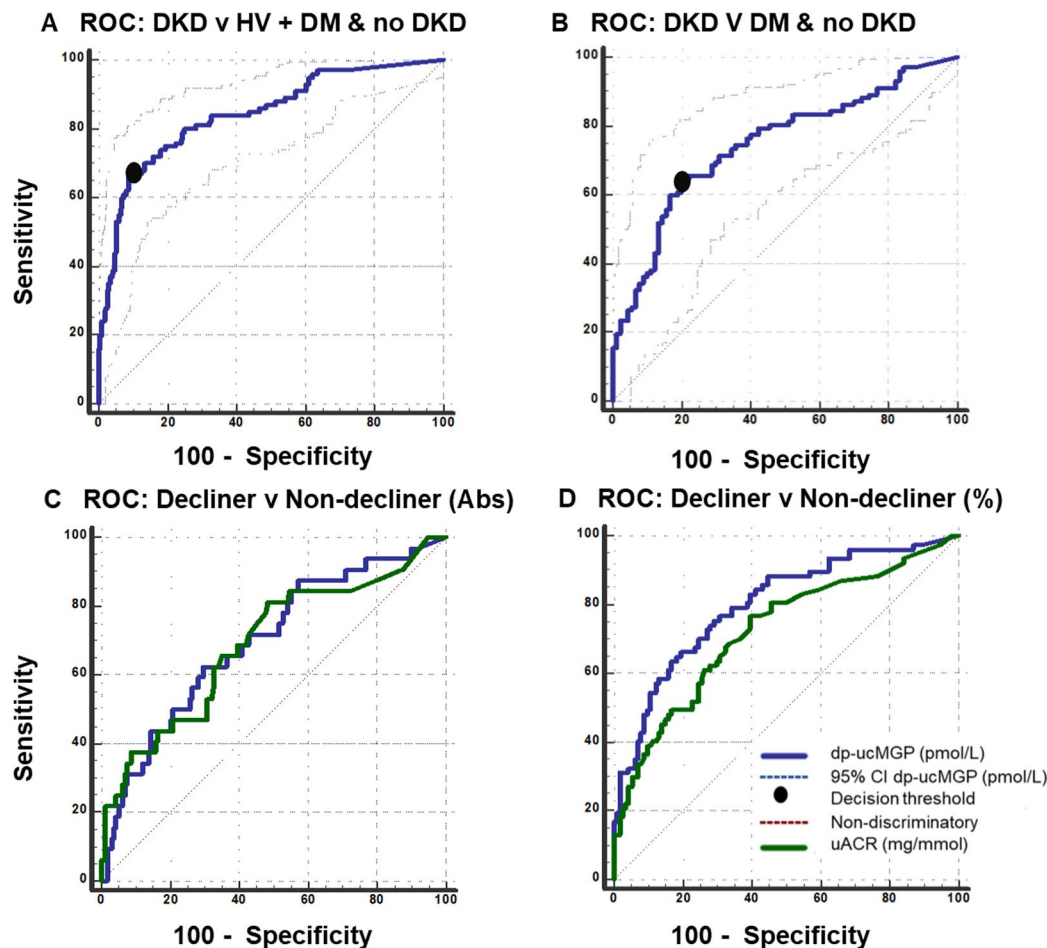 A ROC: DKD v HV + DM & no DKD
100
80
60
40
20
0
Sensitivity
0 20 40 60 80 100
100 - Specificity
B ROC: DKD V DM & no DKD
100
80
60
40
20
0
0 20 40 60 80 100
100 - Specificity
C ROC: Decliner v Non-decliner (Abs)
100
80
60
40
20
0
Sensitivity
0 20 40 60 80 100
100 - Specificity
D ROC: Decliner v Non-decliner (%)
100
80
60
40
20
0
dp-ucMGP (pmol/L)
95% CI dp-ucMGP (pmol/L)
Decision threshold
Non-discriminatory
uACR (mg/mmol)
0 20 40 60 80 100
100 - Specificity